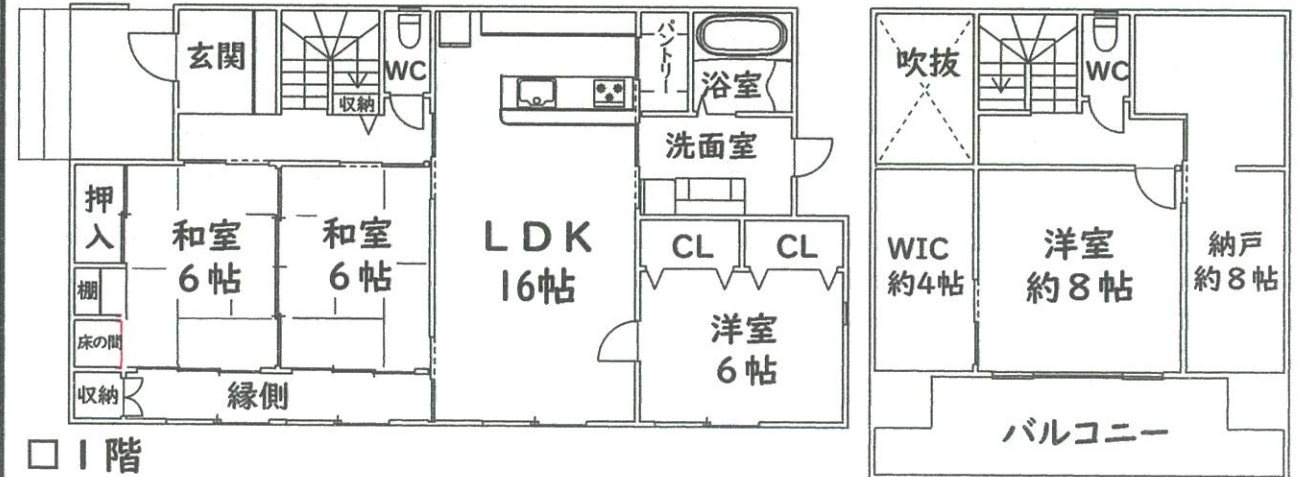 玄関
収納
WC
パントリー
浴室
洗面室
押入
棚
床の間
収納
和室
6帖
和室
6帖
縁側
LDK
16帖
CL
CL
洋室
6帖
□1階
吹抜
WC
WIC
約4帖
洋室
約8帖
納戸
約8帖
バルコニー